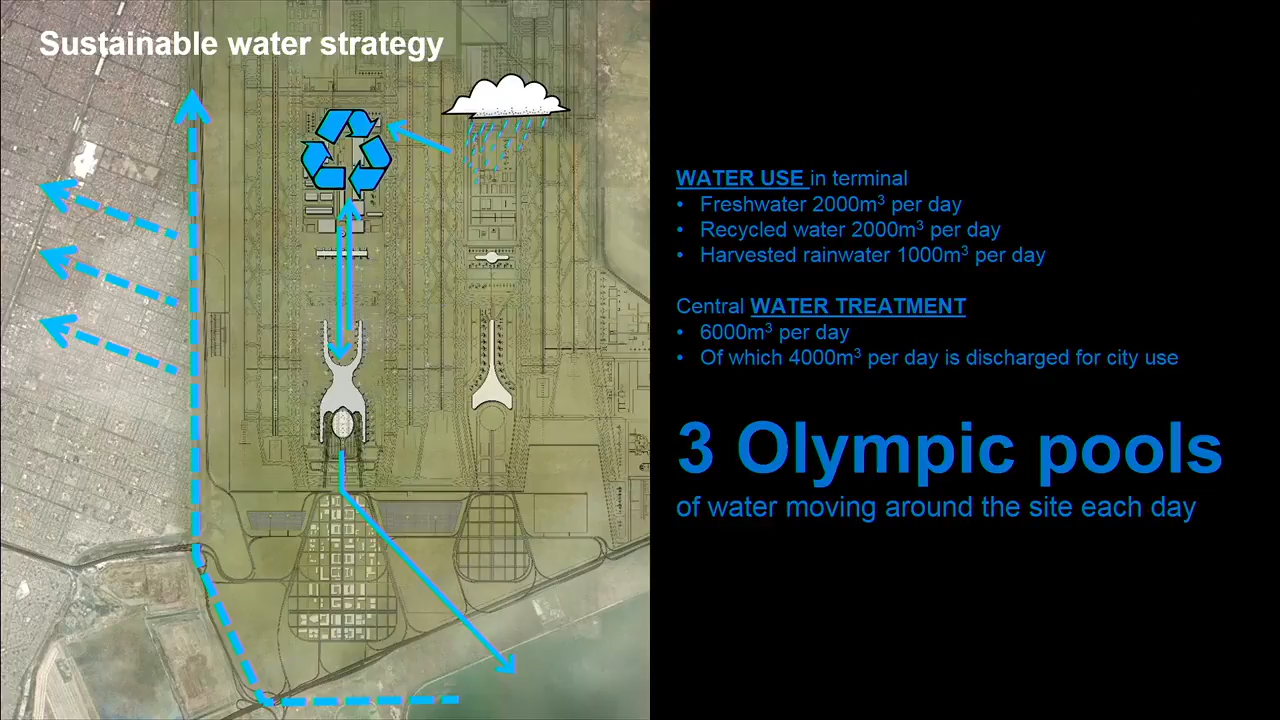 Sustainable water strategy
WATER USE in terminal
• Freshwater 2000m³ per day
• Recycled water 2000m³ per day
• Harvested rainwater 1000m³ per day
Central WATER TREATMENT
• 6000m³ per day
• Of which 4000m³ per day is discharged for city use
3 Olympic pools
of water moving around the site each day